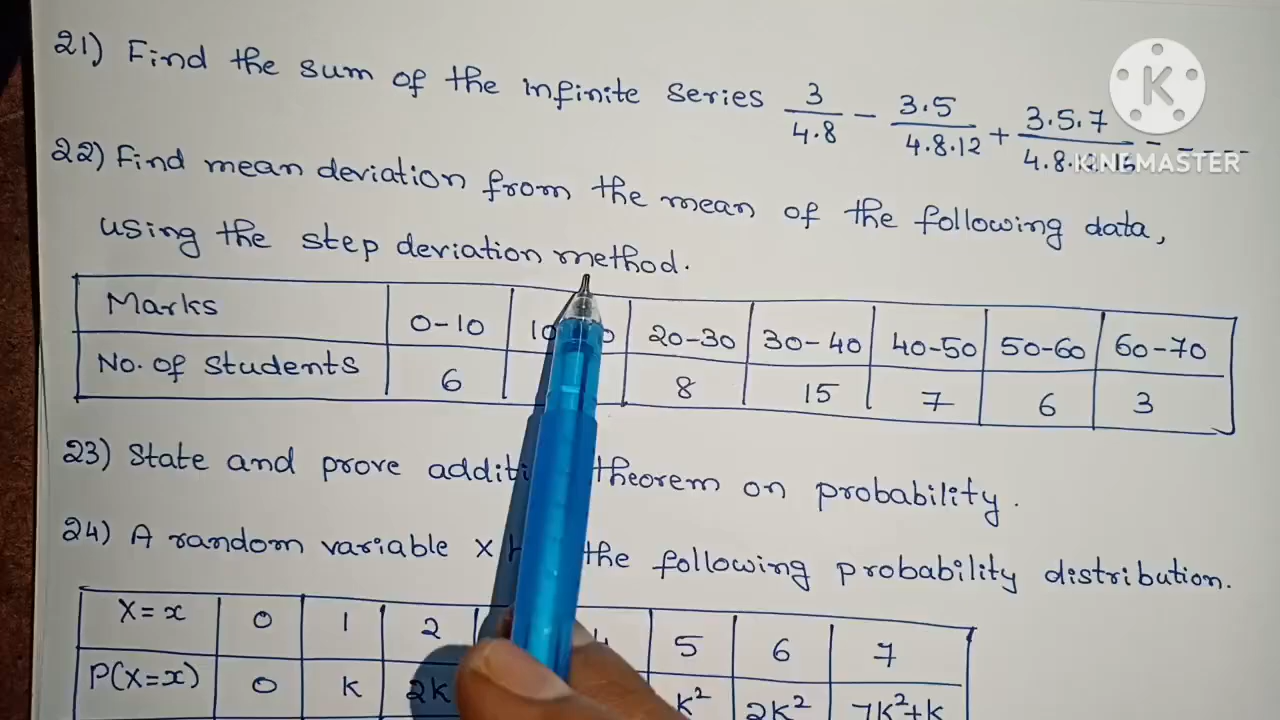 21) Find the sum of the infinite series 3/4.8 - 3.5/4.8.12 + 3.5.7/4.8.12.16 - ----
KINEMASTER
22) Find mean deviation from the mean of the following data,
using the step deviation method.
Marks 0-10 20-30 30-40 40-50 50-60 60-70
No. of Students 6 8 15 7 6 3
23) State and prove theorem on probability.
24) A random variable X the following probability distribution.
X=x 0 1 2 5 6 7
P(X=x) 0 K 2K K² 2K² 7K²+K